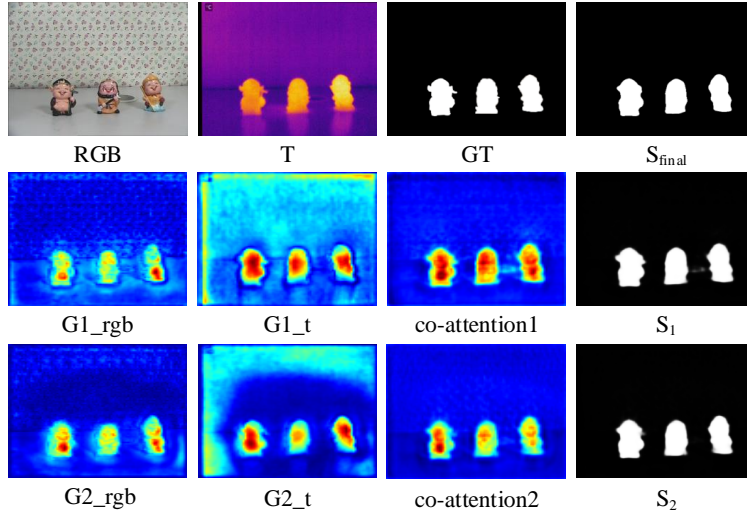 RGB T GT S_final
G1_rgb G1_t co-attention1 S₁
G2_rgb G2_t co-attention2 S₂